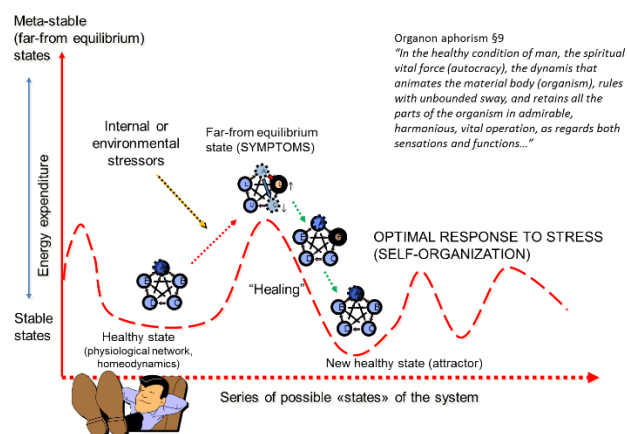 Meta-stable
(far-from equilibrium)
states
Organon aphorism §9
“In the healthy condition of man, the spiritual
vital force (autocracy), the dynamis that
animates the material body (organism), rules
with unbounded sway, and retains all the
parts of the organism in admirable,
harmonious, vital operation, as regards both
sensations and functions…”
Internal or
environmental
stressors
Far-from equilibrium
state (SYMPTOMS)
Energy expenditure
OPTIMAL RESPONSE TO STRESS
(SELF-ORGANIZATION)
“Healing”
Stable
states
Healthy state
(physiological network,
homeodynamics)
New healthy state (attractor)
Series of possible «states» of the system